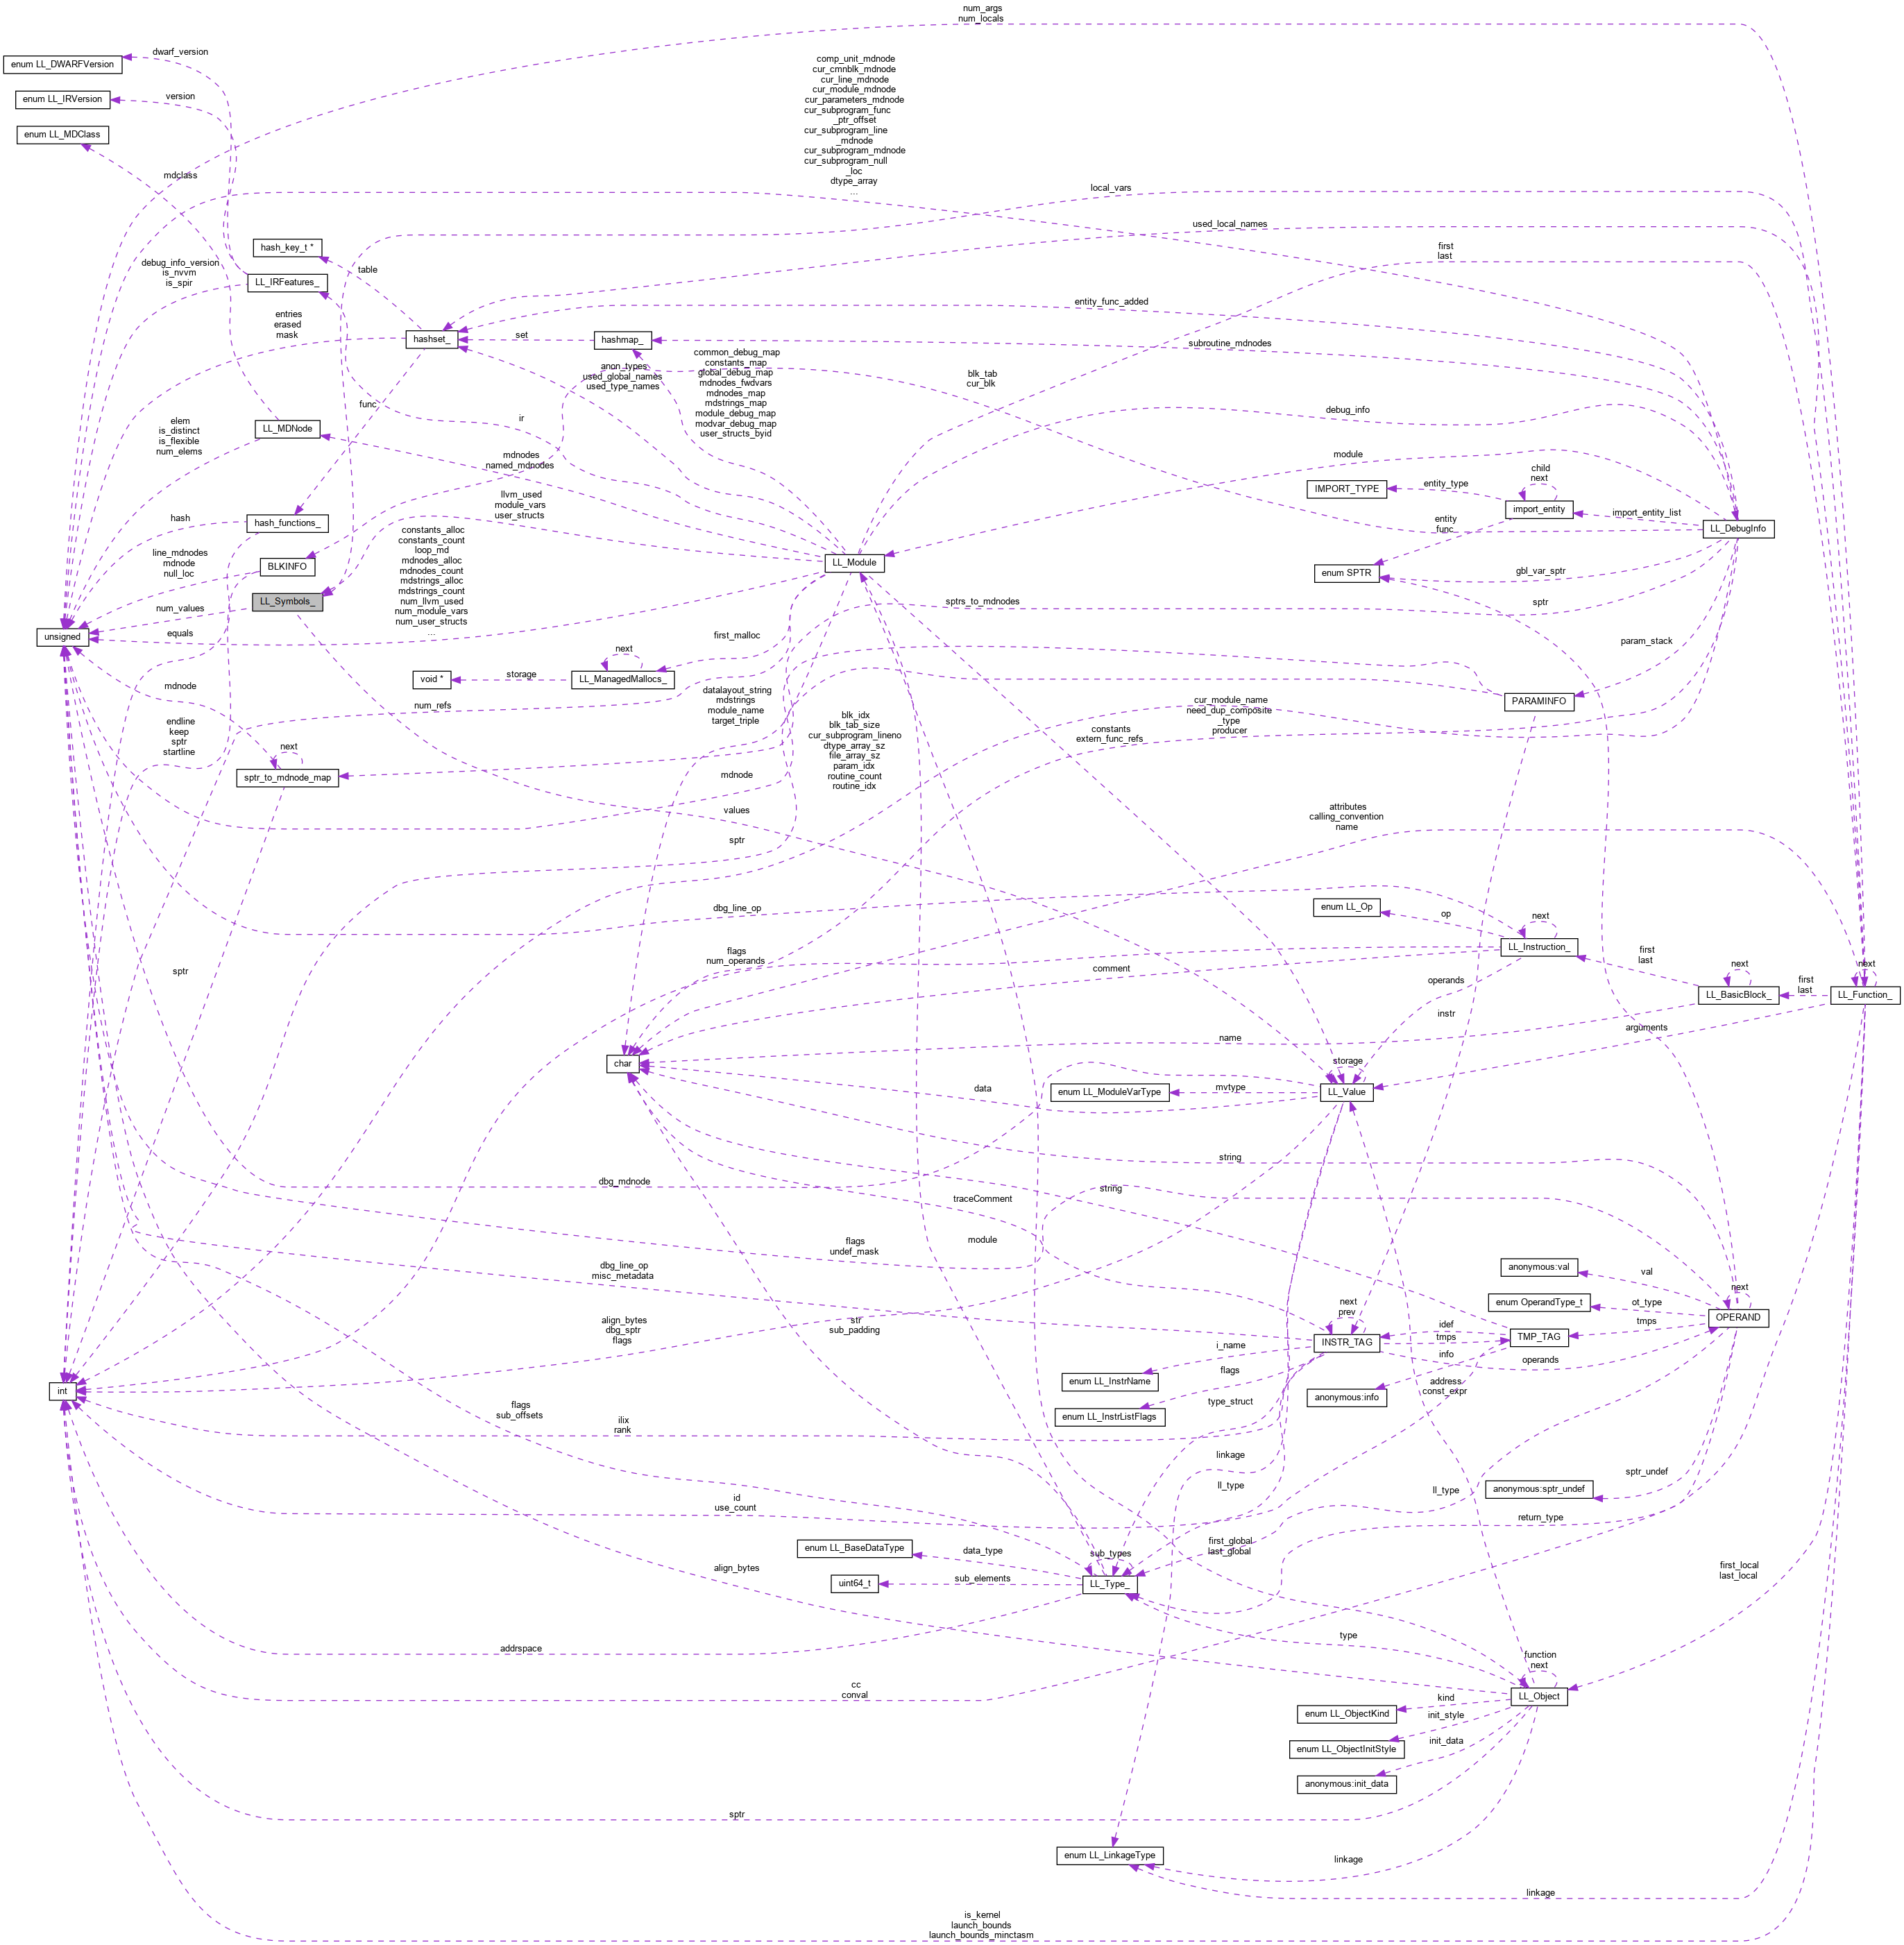 num_args
num_locals
dwarf_version
enum LL_DWARFVersion
comp_unit_mdnode
cur_cmnblk_mdnode
cur_line_mdnode
cur_module_mdnode
cur_parameters_mdnode
cur_subprogram_func
_ptr_offset
cur_subprogram_line
_mdnode
cur_subprogram_mdnode
cur_subprogram_null
_loc
dtype_array
...
version
enum LL_IRVersion
enum LL_MDClass
mdclass
local_vars
used_local_names
hash_key_t *
table
first
last
debug_info_version
is_nvvm
is_spir
LL_IRFeatures_
entity_func_added
entries
erased
mask
hashset_
set
hashmap_
subroutine_mdnodes
anon_types
used_global_names
used_type_names
common_debug_map
constants_map
global_debug_map
mdnodes_fwdvars
mdnodes_map
mdstrings_map
module_debug_map
modvar_debug_map
user_structs_byid
blk_tab
cur_blk
func
debug_info
elem
is_distinct
is_flexible
num_elems
LL_MDNode
ir
mdnodes
named_mdnodes
module
child
next
IMPORT_TYPE
entity_type
import_entity
import_entity_list
LL_DebugInfo
llvm_used
module_vars
user_structs
hash
hash_functions_
entity
func
constants_alloc
constants_count
loop_md
mdnodes_alloc
mdnodes_count
mdstrings_alloc
mdstrings_count
num_llvm_used
num_module_vars
num_user_structs
...
line_mdnodes
mdnode
null_loc
BLKINFO
LL_Module
enum SPTR
gbl_var_sptr
LL_Symbols_
num_values
sptrs_to_mdnodes
sptr
unsigned
equals
first_malloc
param_stack
next
void *
storage
LL_ManagedMallocs_
mdnode
PARAMINFO
num_refs
datalayout_string
mdstrings
module_name
target_triple
cur_module_name
need_dup_composite
_type
producer
endline
keep
sptr
startline
blk_idx
blk_tab_size
cur_subprogram_lineno
dtype_array_sz
file_array_sz
param_idx
routine_count
routine_idx
constants
extern_func_refs
next
sptr_to_mdnode_map
mdnode
values
attributes
calling_convention
name
sptr
enum LL_Op
op
next
LL_Instruction_
dbg_line_op
flags
num_operands
comment
operands
first
last
next
LL_BasicBlock_
first
last
next
LL_Function_
sptr
instr
name
arguments
char
storage
data
enum LL_ModuleVarType
mvtype
LL_Value
string
dbg_mdnode
string
traceComment
module
flags
undef_mask
dbg_line_op
misc_metadata
anonymous:val
val
next
enum OperandType_t
ot_type
OPERAND
tmps
align_bytes
dbg_sptr
flags
str
sub_padding
next
prev
INSTR_TAG
idef
tmps
TMP_TAG
i_name
info
operands
enum LL_InstrName
flags
int
anonymous:info
address
const_expr
flags
sub_offsets
enum LL_InstrListFlags
type_struct
ilix
rank
linkage
sptr_undef
anonymous:sptr_undef
ll_type
ll_type
id
use_count
return_type
first_global
last_global
enum LL_BaseDataType
data_type
sub_types
uint64_t
sub_elements
LL_Type_
align_bytes
first_local
last_local
addrspace
type
function
next
cc
conval
LL_Object
enum LL_ObjectKind
kind
init_style
enum LL_ObjectInitStyle
init_data
anonymous:init_data
sptr
enum LL_LinkageType
linkage
linkage
is_kernel
launch_bounds
launch_bounds_minctasm